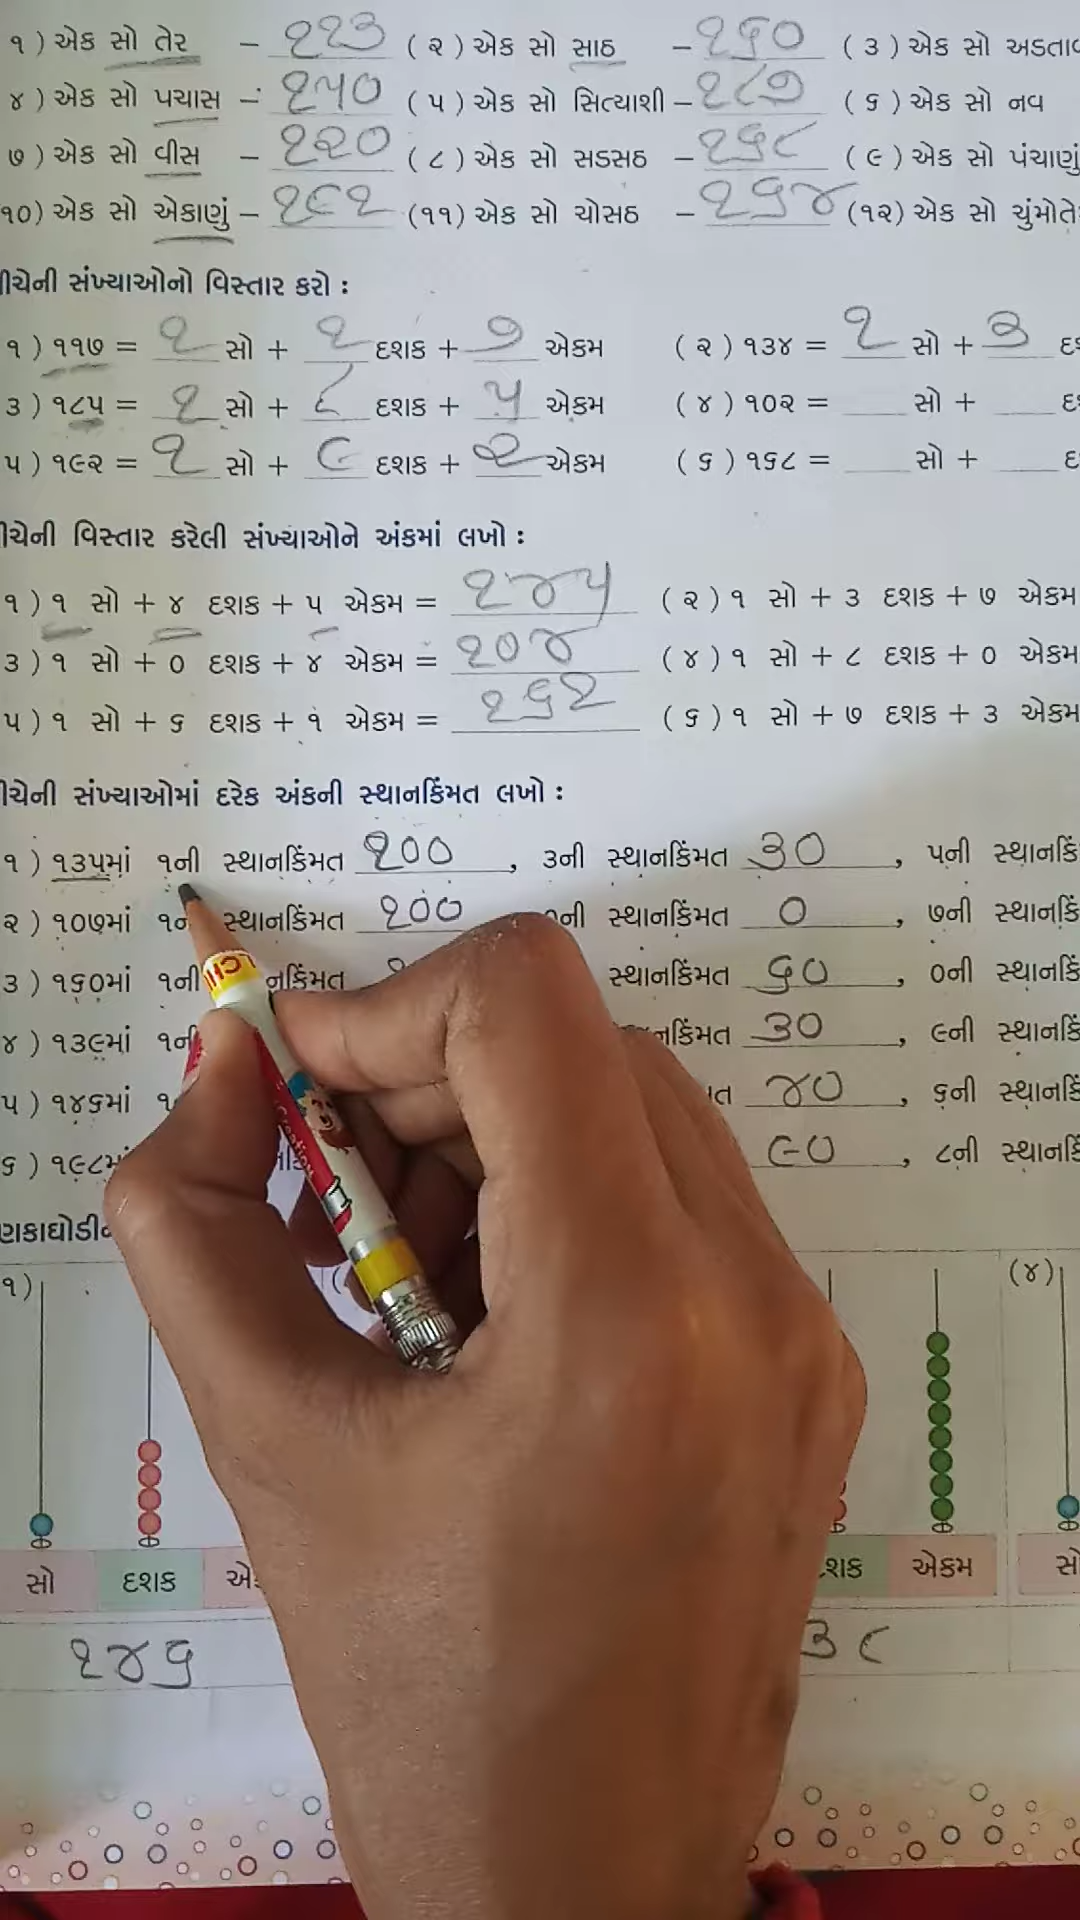 ૧) એક સો તેર - ૧૧૩ (૨) એક સો સાઠ - ૧૬૦ (૩) એક સો
૪) એક સો પચાસ - ૧૫૦ (૫) એક સો સિત્યાશી - ૧૮૭ (૬) એક સો નવ
૭) એક સો વીસ - ૧૨૦ (૮) એક સો સડસઠ - (૯) એક સો પંચાણું
૧૦) એક સો એકાણું - ૧૯૧ (૧૧) એક સો ચોસઠ - ૧૬૪ (૧૨) એક સો
સંખ્યાઓનો વિસ્તાર કરો :
૧) ૧૧૭ = ૧ સો + ૧ દશક + ૭ એકમ (૨) ૧૩૪ = ૧ સો + ૩
૩) ૧૮૫ = ૧ સો + ૮ દશક + ૫ એકમ (૪) ૧૦૨ = ___ સો + ___
૫) ૧૯૨ = ૧ સો + ૯ દશક + ૨ એકમ (૬) ૧૬૮ = ___ સો + ___
વિસ્તાર કરેલી સંખ્યાઓને અંકમાં લખો :
૧) ૧ સો + ૪ દશક + ૫ એકમ = ૧૪૫ (૨) ૧ સો + ૩ દશક + ૭ એકમ
૩) ૧ સો + ૦ દશક + ૪ એકમ = ૧૦૪ (૪) ૧ સો + ૮ દશક + ૦ એકમ
૫) ૧ સો + ૬ દશક + ૧ એકમ = ૧૬૧ (૬) ૧ સો + ૭ દશક + ૩ એકમ
સંખ્યાઓમાં દરેક અંકની સ્થાનકિંમત લખો :
૧) ૧૩૫માં ૧ની સ્થાનકિંમત ૧૦૦, ૩ની સ્થાનકિંમત ૩૦, ૫ની
૨) ૧૦૭માં સ્થાનકિંમત ૧૦૦ સ્થાનકિંમત ૦, ૭ની
૩) ૧૬૦માં ૧ની સ્થાનકિંમત ૬૦, ૦ની
૪) ૧૩૯માં ૧ની ૩૦, ૯ની
૫) ૧૪૬માં ૪૦, ૬ની
૬) ૯૦, ૮ની
૧) (૪)
સો દશક એકમ
૧૪૬ ૩૮